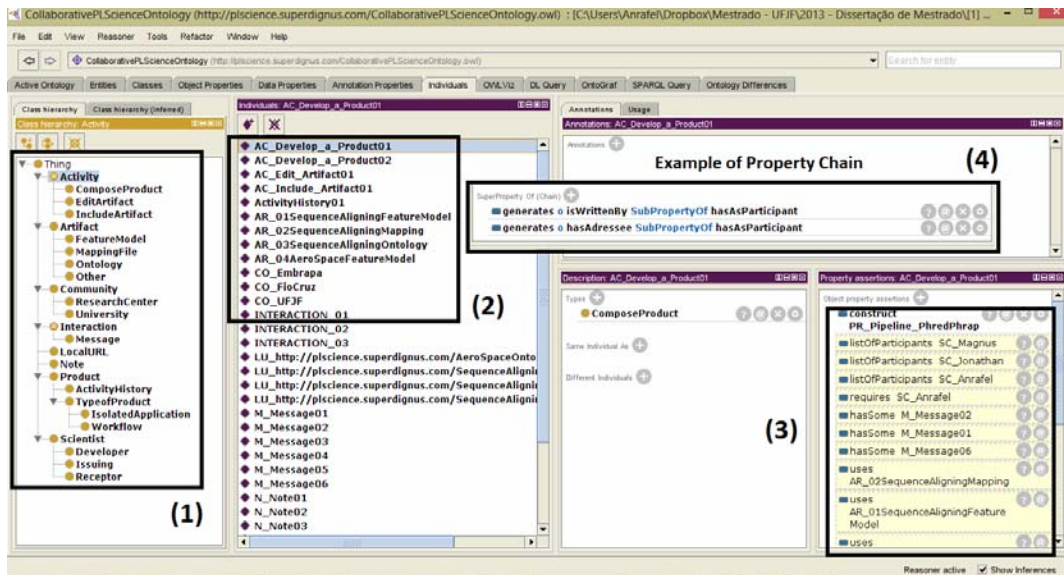 CollaborativePLScienceOntology (http://plscience.superdignus.com/CollaborativePLScienceOntology.owl) : [C:\Users\Anrafel\Dropbox\Mestrado - UFJF\2013 - Dissertação de Mestrado\[1] ...
File Edit View Reasoner Tools Refactor Window Help
CollaborativePLScienceOntology (http://plscience.superdignus.com/CollaborativePLScienceOntology.owl)
Search for entity
Active Ontology Entities Classes Object Properties Data Properties Annotation Properties Individuals OWLViz DL Query OntoGraf SPARQL Query Ontology Differences
Class hierarchy Class hierarchy (inferred)
Class hierarchy: Activity
Thing
Activity
ComposeProduct
EditArtifact
IncludeArtifact
Artifact
FeatureModel
MappingFile
Ontology
Other
Community
ResearchCenter
University
Interaction
Message
LocalURL
Note
Product
ActivityHistory
TypeofProduct
IsolatedApplication
Workflow
Scientist
Developer
Issuing
Receptor
(1)
Individuals: AC_Develop_a_Product01
AC_Develop_a_Product01
AC_Develop_a_Product02
AC_Edit_Artifact01
AC_Include_Artifact01
ActivityHistory01
AR_01SequenceAligningFeatureModel
AR_02SequenceAligningMapping
AR_03SequenceAligningOntology
AR_04AeroSpaceFeatureModel
CO_Embrapa
CO_FioCruz
CO_UFJF
INTERACTION_01
INTERACTION_02
INTERACTION_03
LU_http://plscience.superdignus.com/AeroSpaceOnto
LU_http://plscience.superdignus.com/SequenceAlignin
LU_http://plscience.superdignus.com/SequenceAlignin
M_Message01
M_Message02
M_Message03
M_Message04
M_Message05
M_Message06
N_Note01
N_Note02
N_Note03
(2)
Annotations Usage
Annotations: AC_Develop_a_Product01
Annotations
Example of Property Chain
(4)
SuperProperty Of (Chain)
generates o isWrittenBy SubPropertyOf hasAsParticipant
generates o hasAdressee SubPropertyOf hasAsParticipant
Description: AC_Develop_a_Product01
Types
ComposeProduct
Same Individual As
Different Individuals
(3)
Property assertions: AC_Develop_a_Product01
Object property assertions
construct
PR_Pipeline_PhredPhrap
listOfParticipants SC_Magnus
listOfParticipants SC_Jonathan
listOfParticipants SC_Anrafel
requires SC_Anrafel
hasSome M_Message02
hasSome M_Message01
hasSome M_Message06
uses
AR_02SequenceAligningMapping
uses
AR_01SequenceAligningFeature
Model
uses
Reasoner active Show Inferences